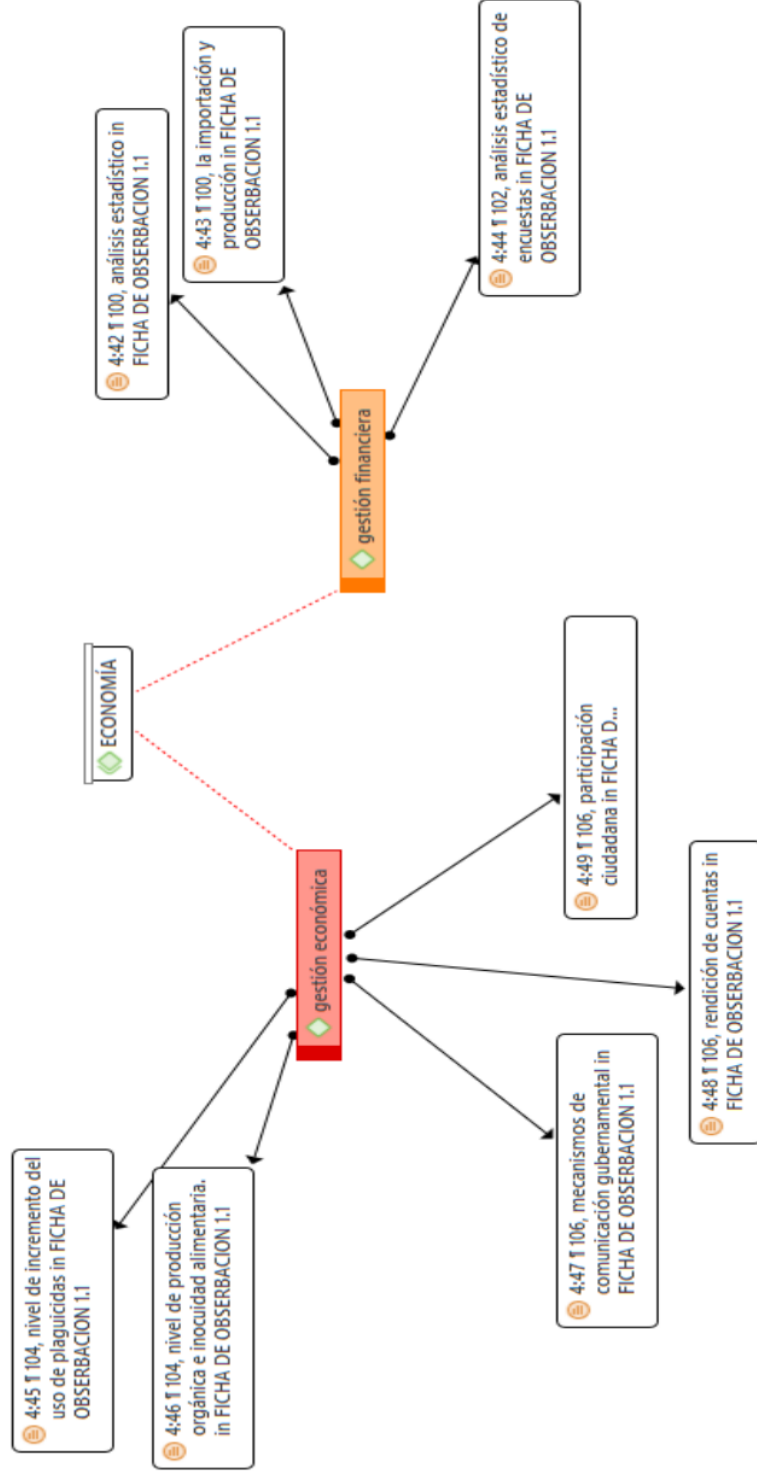 ECONOMÍA
gestión económica
gestión financiera
4:45 ¶ 104, nivel de incremento del
uso de plaguicidas in FICHA DE
OBSERBACION 1.1
4:46 ¶ 104, nivel de producción
orgánica e inocuidad alimentaria.
in FICHA DE OBSERBACION 1.1
4:47 ¶ 106, mecanismos de
comunicación gubernamental in
FICHA DE OBSERBACION 1.1
4:48 ¶ 106, rendición de cuentas in
FICHA DE OBSERBACION 1.1
4:49 ¶ 106, participación
ciudadana in FICHA D...
4:42 ¶ 100, análisis estadístico in
FICHA DE OBSERBACION 1.1
4:43 ¶ 100, la importación y
producción in FICHA DE
OBSERBACION 1.1
4:44 ¶ 102, análisis estadístico de
encuestas in FICHA DE
OBSERBACION 1.1